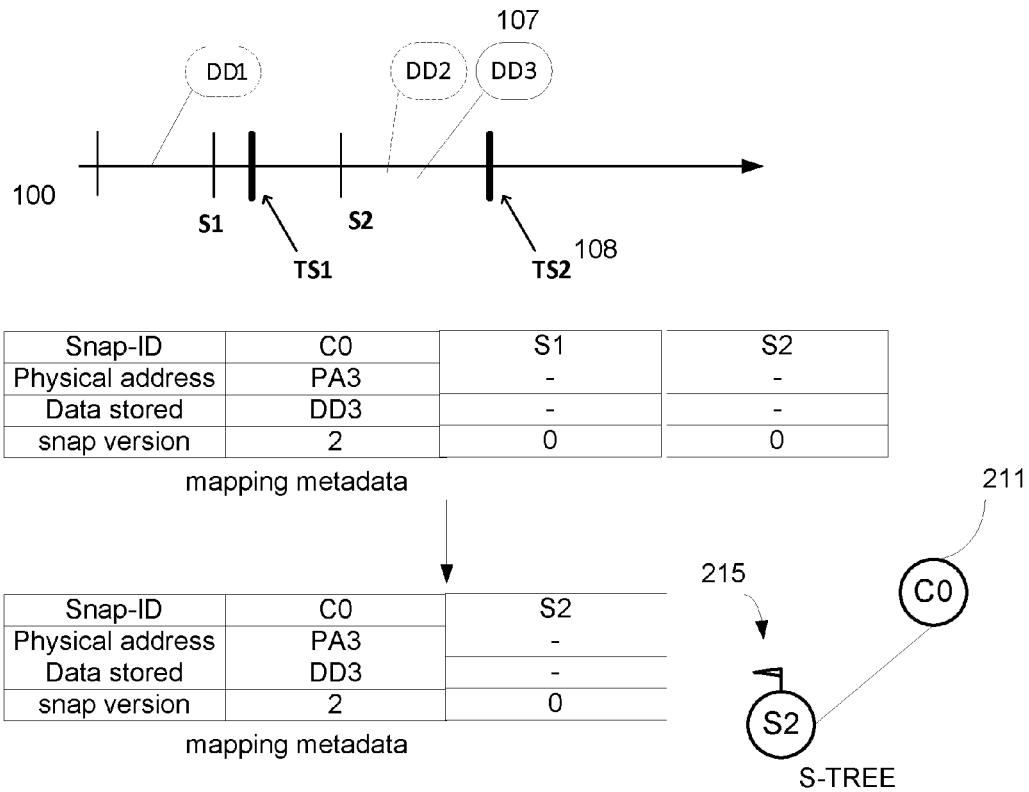 107
DD1 DD2 DD3
100
S1 S2
TS1 TS2 108
Snap-ID C0 S1 S2
Physical address PA3 - -
Data stored DD3 - -
snap version 2 0 0
mapping metadata
211
215
C0
Snap-ID C0 S2
Physical address PA3 -
Data stored DD3 -
snap version 2 0
mapping metadata
S2
S-TREE